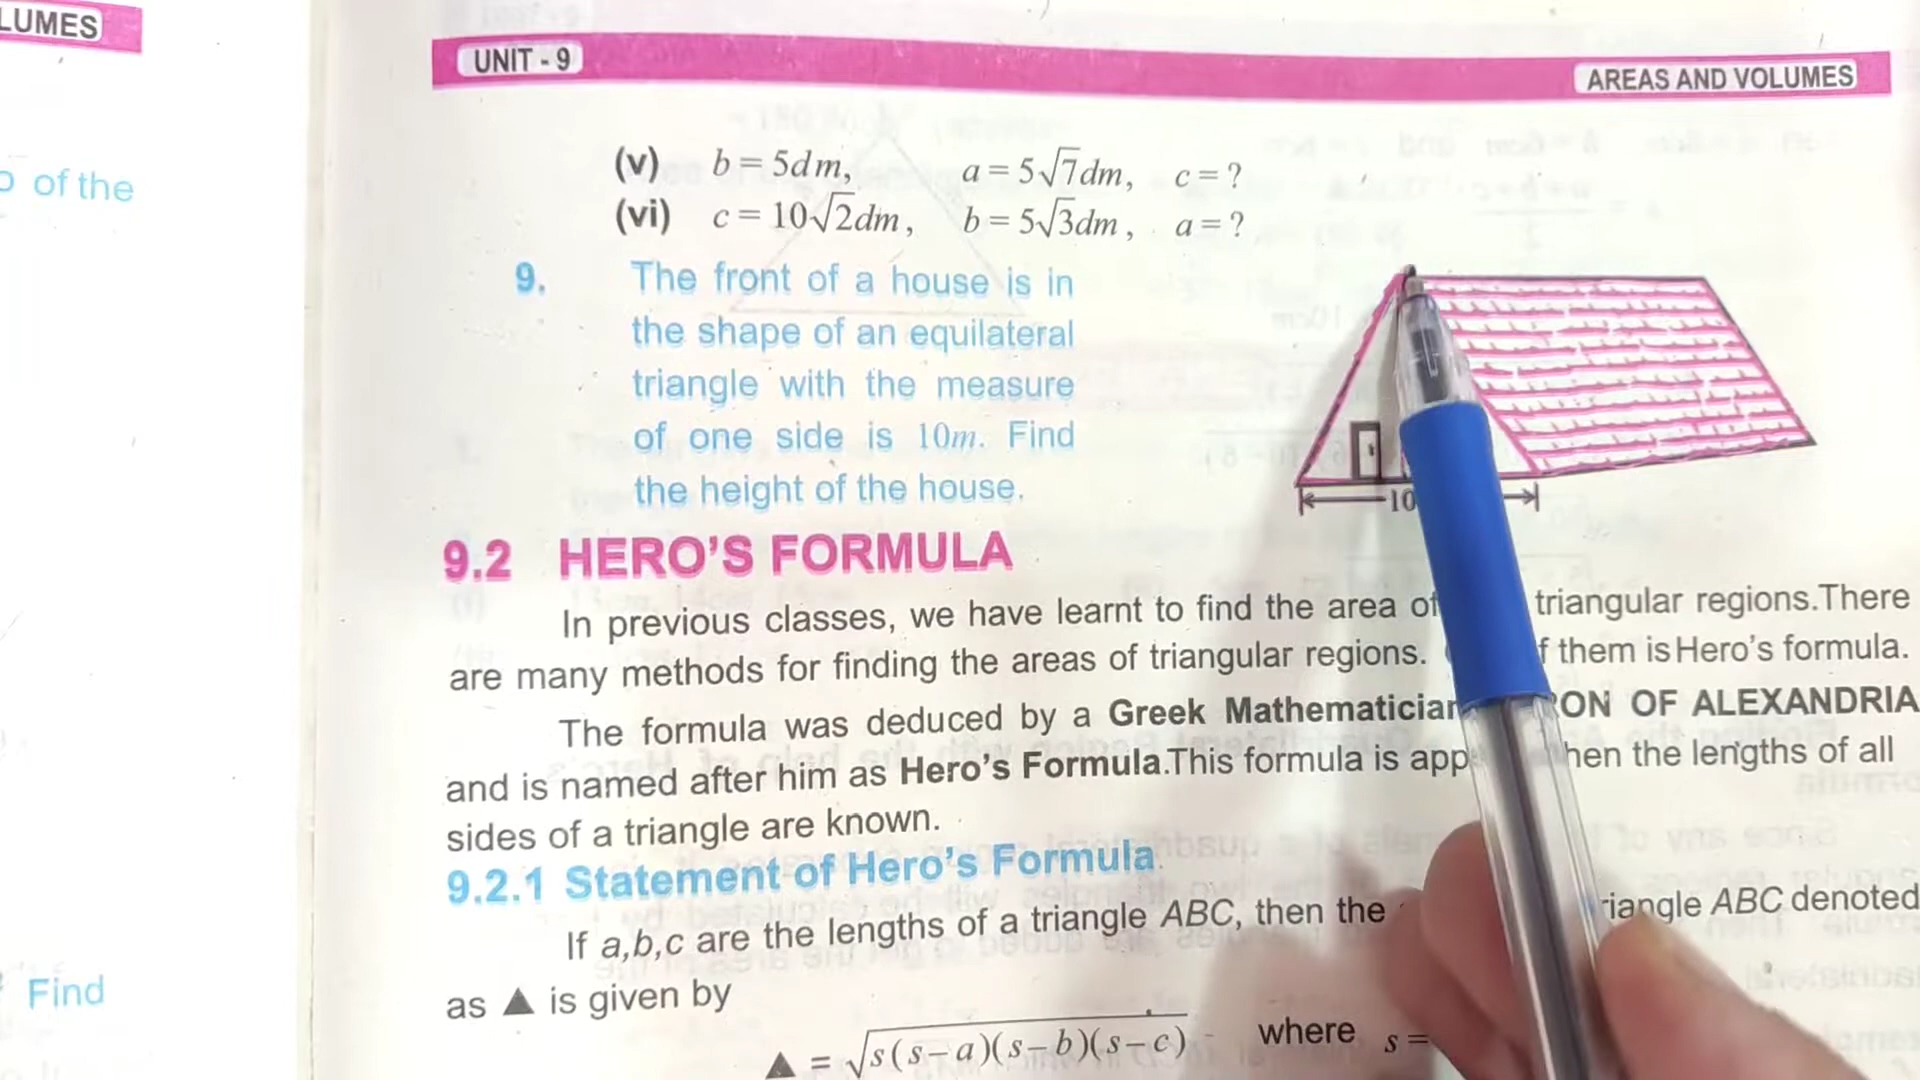 LUMES
of the
Find
UNIT - 9
AREAS AND VOLUMES
(v) b = 5dm, a = 5√7dm, c = ?
(vi) c = 10√2dm, b = 5√3dm, a = ?
9. The front of a house is in
the shape of an equilateral
triangle with the measure
of one side is 10m. Find
the height of the house.
10
9.2 HERO'S FORMULA
In previous classes, we have learnt to find the area of triangular regions.There
are many methods for finding the areas of triangular regions. f them is Hero's formula.
The formula was deduced by a Greek Mathematician RON OF ALEXANDRIA
and is named after him as Hero's Formula.This formula is app hen the lengths of all
sides of a triangle are known.
9.2.1 Statement of Hero's Formula
If a,b,c are the lengths of a triangle ABC, then the riangle ABC denoted
as ▲ is given by
▲ = √s(s−a)(s−b)(s−c) where s =